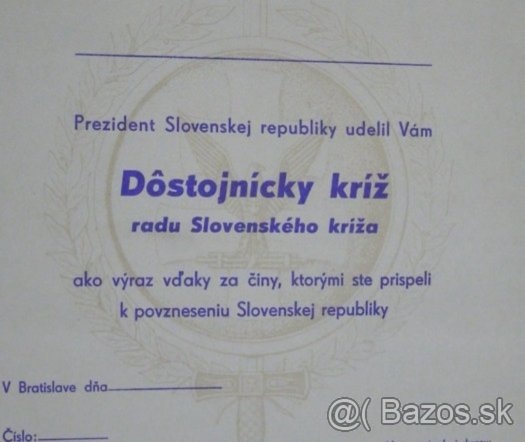 Prezident Slovenskej republiky udelil Vám
Dôstojnícky kríž
radu Slovenského kríža
ako výraz vďaky za činy, ktorými ste prispeli
k povzneseniu Slovenskej republiky
V Bratislave dňa
Číslo:
@( Bazos.sk